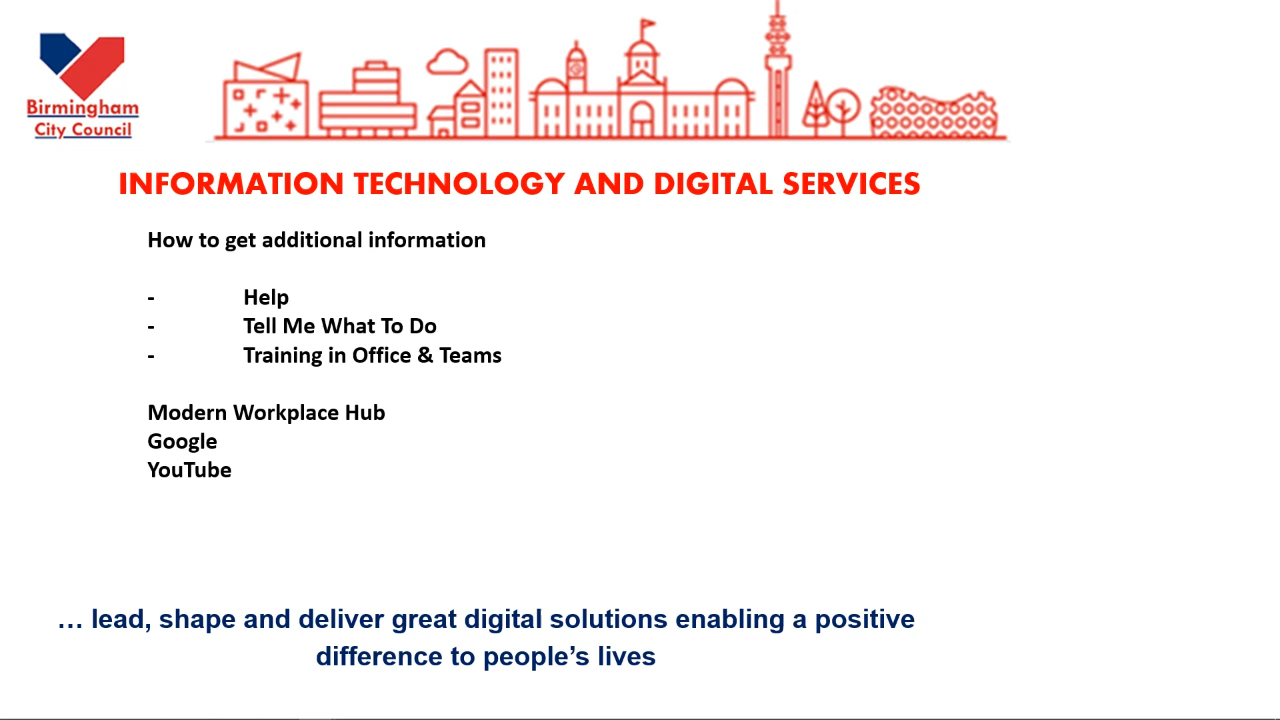 Birmingham
City Council
INFORMATION TECHNOLOGY AND DIGITAL SERVICES
How to get additional information
- Help
- Tell Me What To Do
- Training in Office & Teams
Modern Workplace Hub
Google
YouTube
… lead, shape and deliver great digital solutions enabling a positive
difference to people’s lives